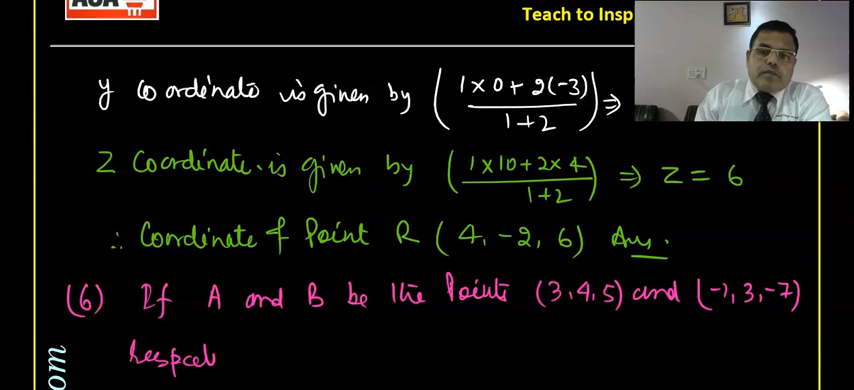 Teach to Insp
y coordinate is given by (1×0+2(-3)/1+2) ⇒
Z Coordinate is given by (1×10+2×4/1+2) ⇒ Z = 6
∴ Coordinate of Point R (4, -2, 6) Ans.
(6) If A and B be the Points (3,4,5) and (-1, 3, -7)
om